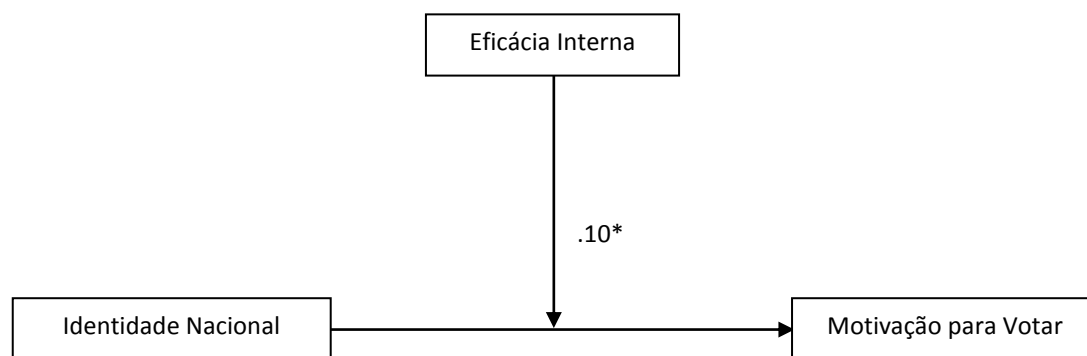 Eficácia Interna
.10*
Identidade Nacional
Motivação para Votar